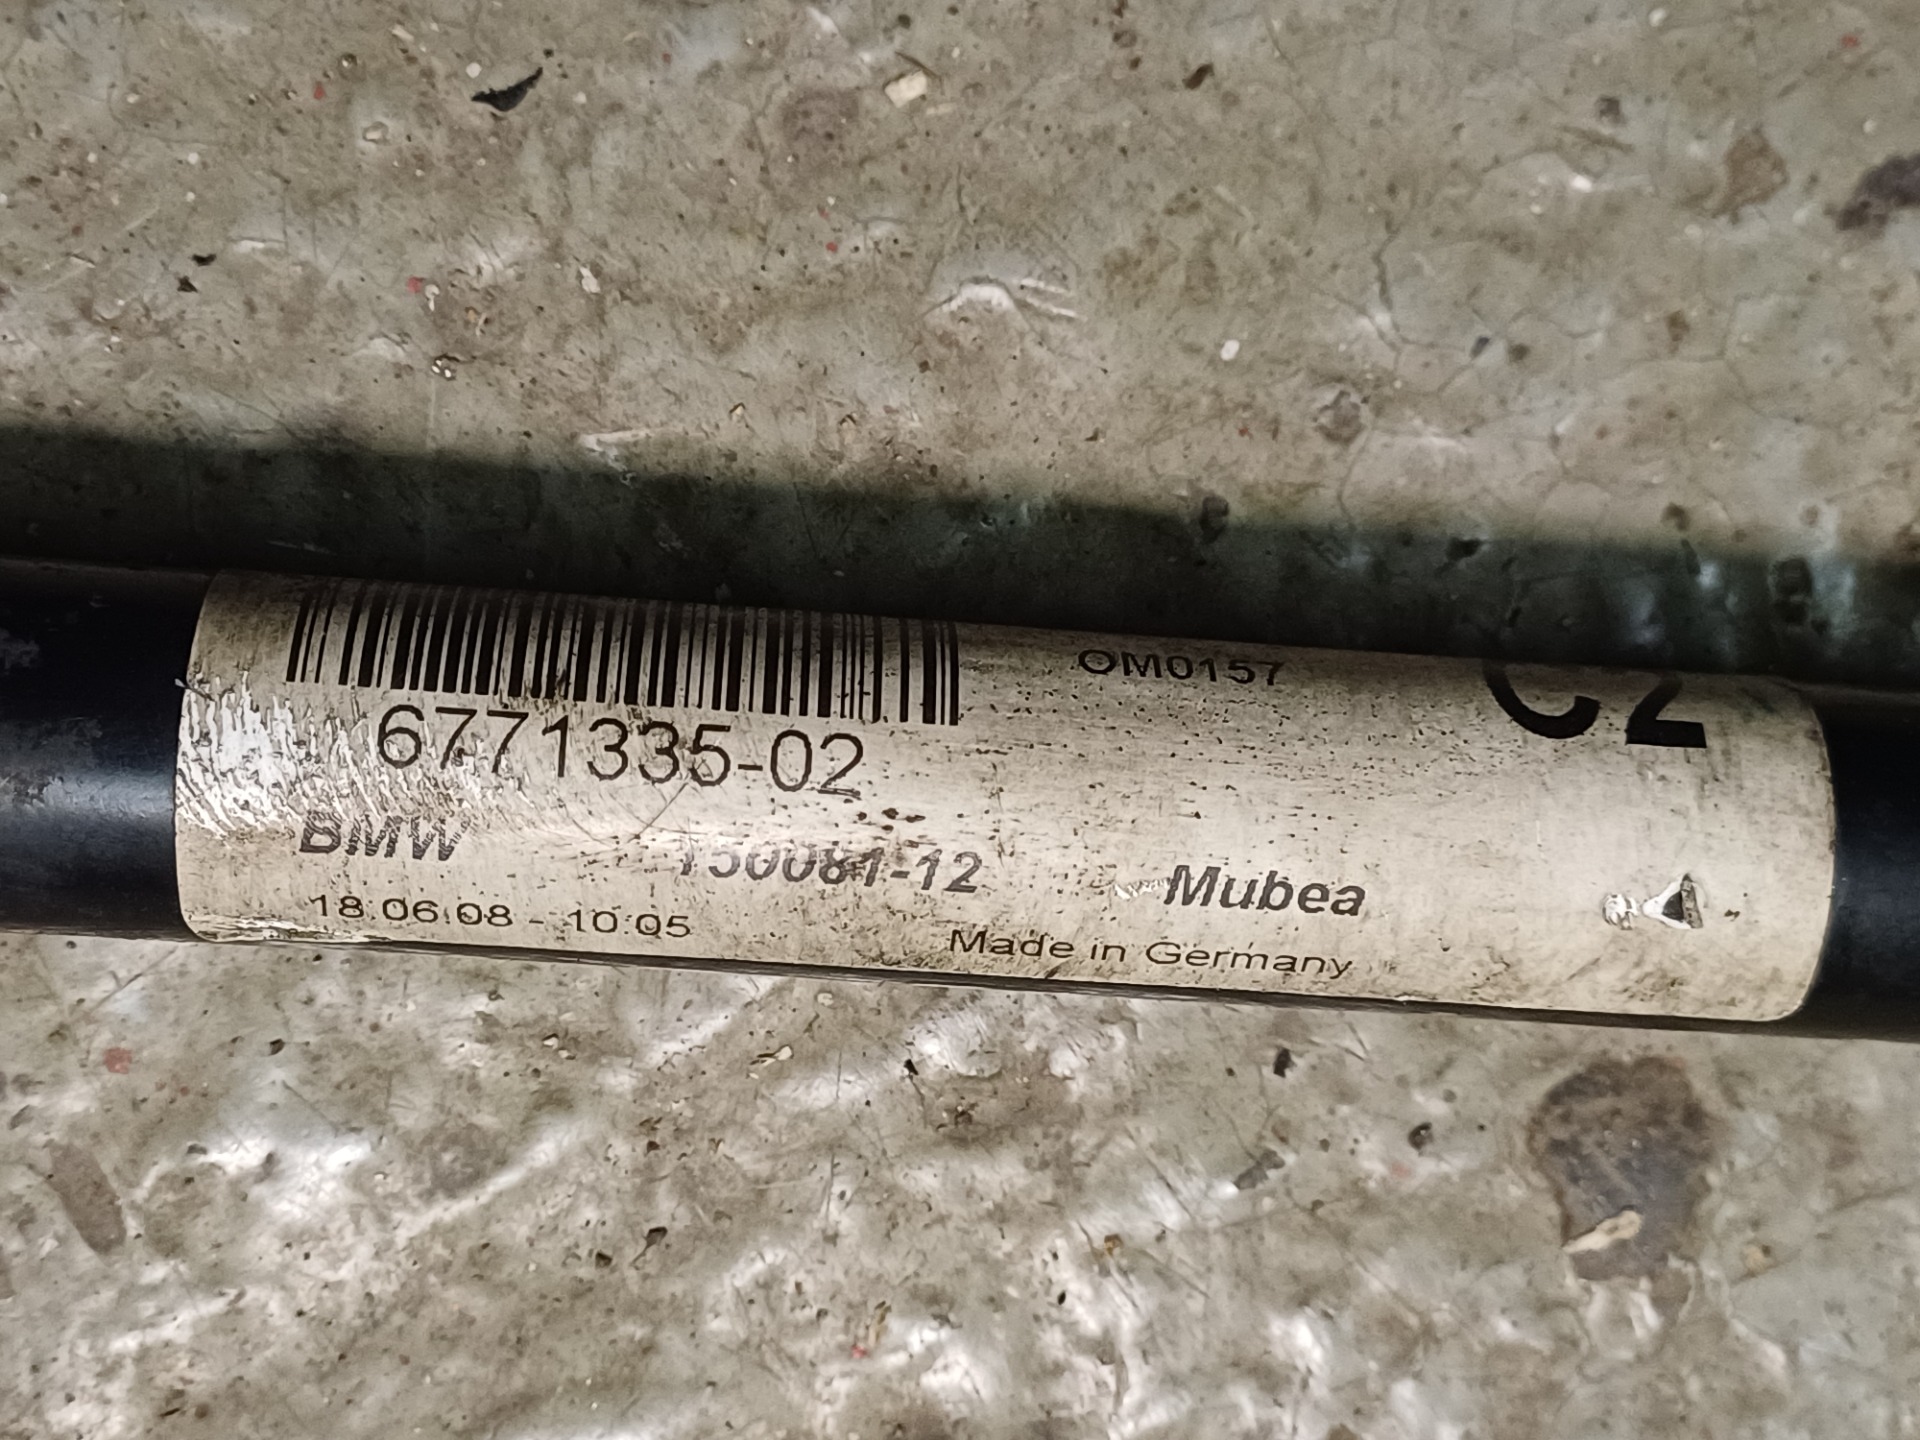 OM0157
C2
6771335-02
BMW 150081-12 Mubea
18.06.08 - 10:05
Made in Germany